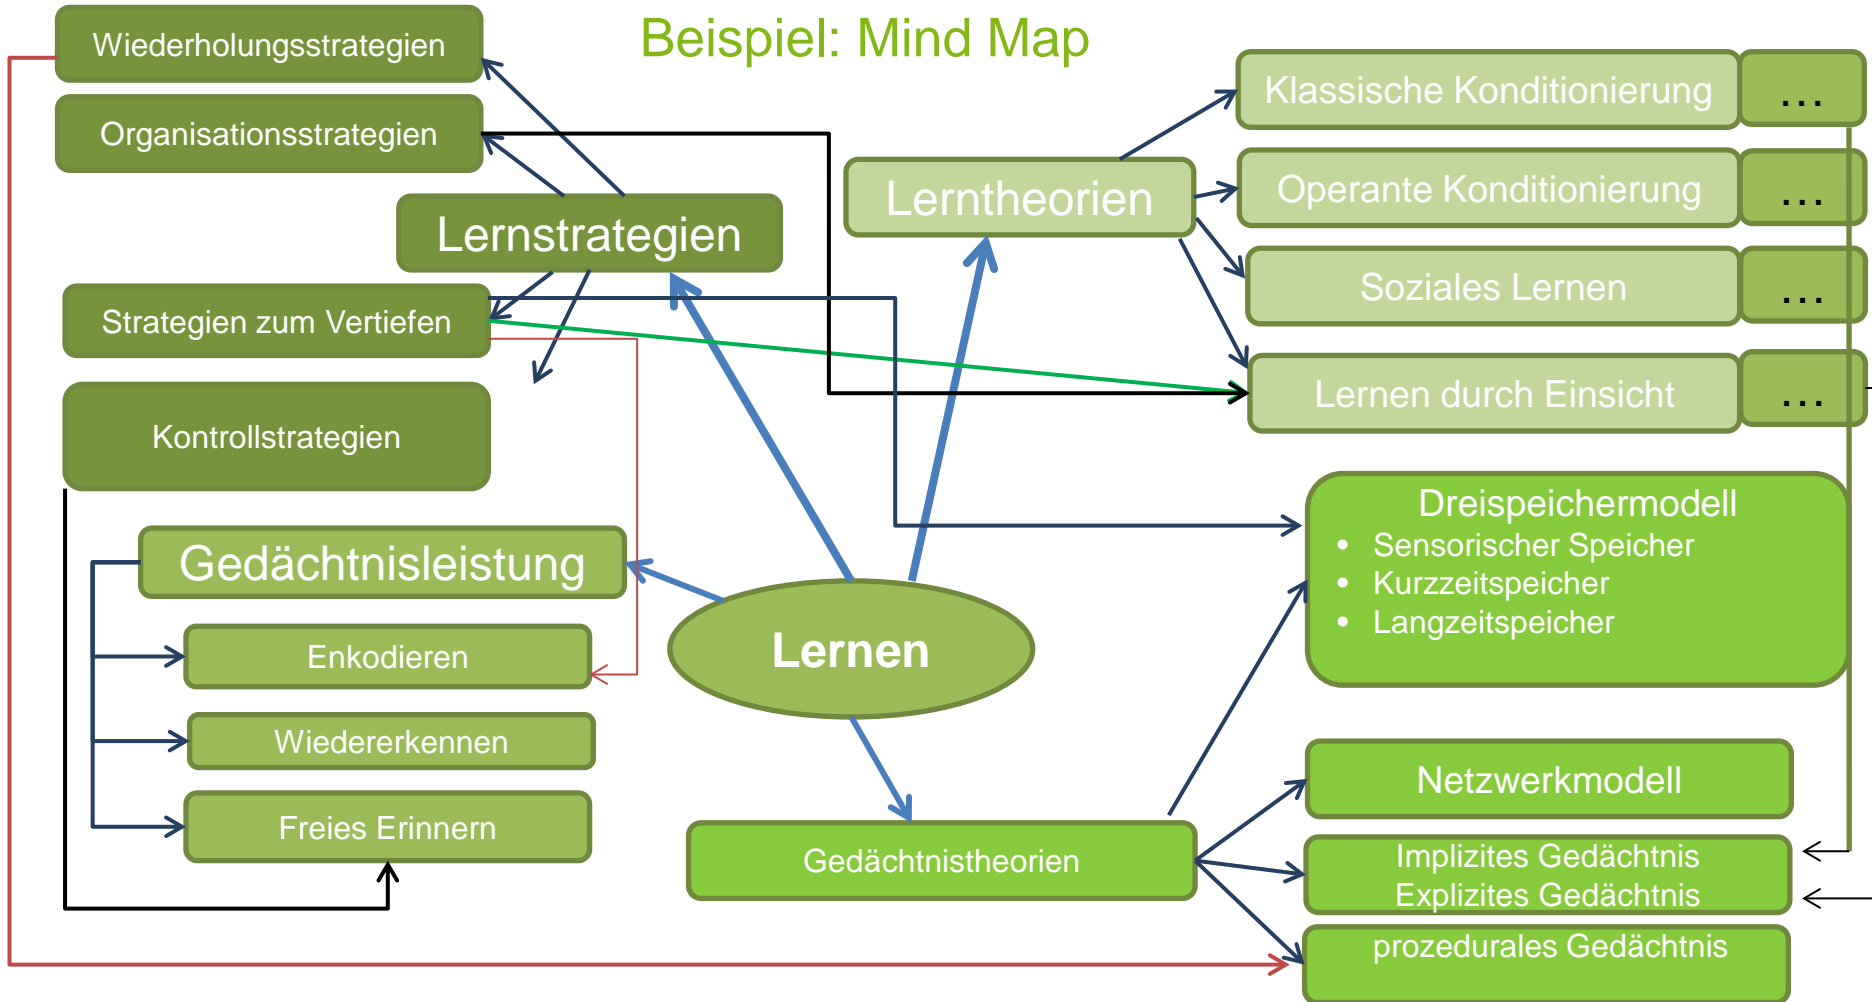 Beispiel: Mind Map
Wiederholungsstrategien
Organisationsstrategien
Lernstrategien
Strategien zum Vertiefen
Kontrollstrategien
Lerntheorien
Klassische Konditionierung
...
Operante Konditionierung
...
Soziales Lernen
...
Lernen durch Einsicht
...
Gedächtnisleistung
Enkodieren
Wiedererkennen
Freies Erinnern
Lernen
Gedächtnistheorien
Dreispeichermodell
• Sensorischer Speicher
• Kurzzeitspeicher
• Langzeitspeicher
Netzwerkmodell
Implizites Gedächtnis
Explizites Gedächtnis
prozedurales Gedächtnis